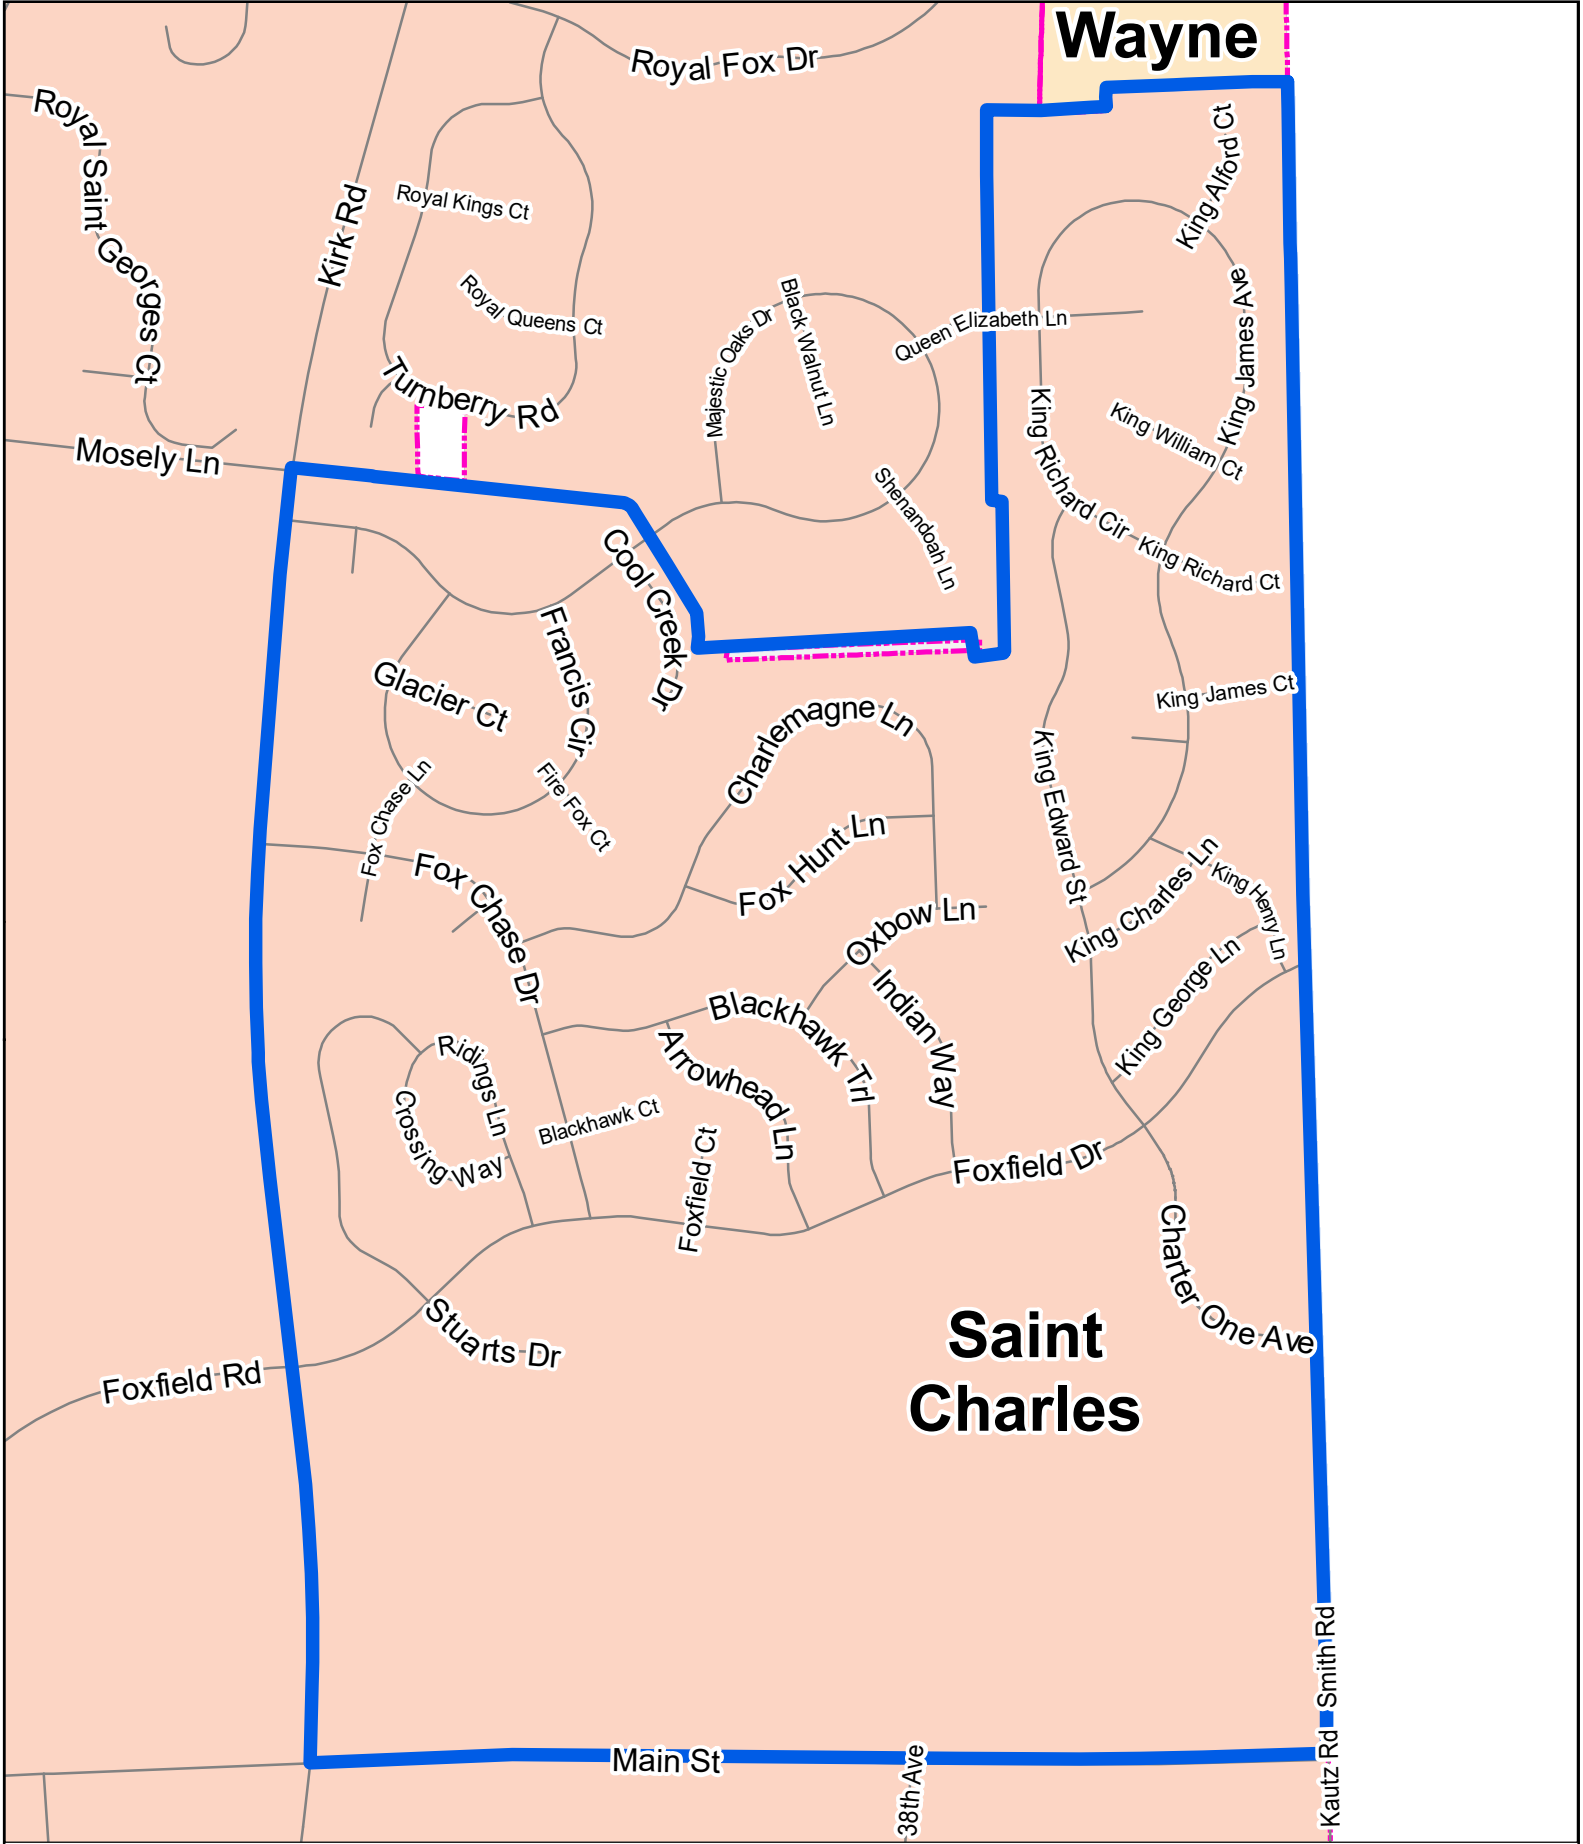 Wayne
Royal Fox Dr
Royal Saint Georges Ct
King Alford Ct
Kirk Rd
Royal Kings Ct
Royal Queens Ct
Black Walnut Ln
Majestic Oaks Dr
Queen Elizabeth Ln
King James Ave
Turnberry Rd
King Richard Cir
King William Ct
Mosely Ln
Shenandoah Ln
Cool Creek Dr
King Richard Ct
Francis Cir
Glacier Ct
King James Ct
Charlemagne Ln
King Edward St
Fox Chase Ln
Fire Fox Ct
Fox Hunt Ln
Fox Chase Dr
King Charles Ln
King Henry Ln
Oxbow Ln
King George Ln
Indian Way
Blackhawk Trl
Arrowhead Ln
Ridings Ln
Crossing Way
Blackhawk Ct
Foxfield Ct
Foxfield Dr
Charter One Ave
Stuarts Dr
Saint
Charles
Foxfield Rd
Smith Rd
Main St
38th Ave
Kautz Rd